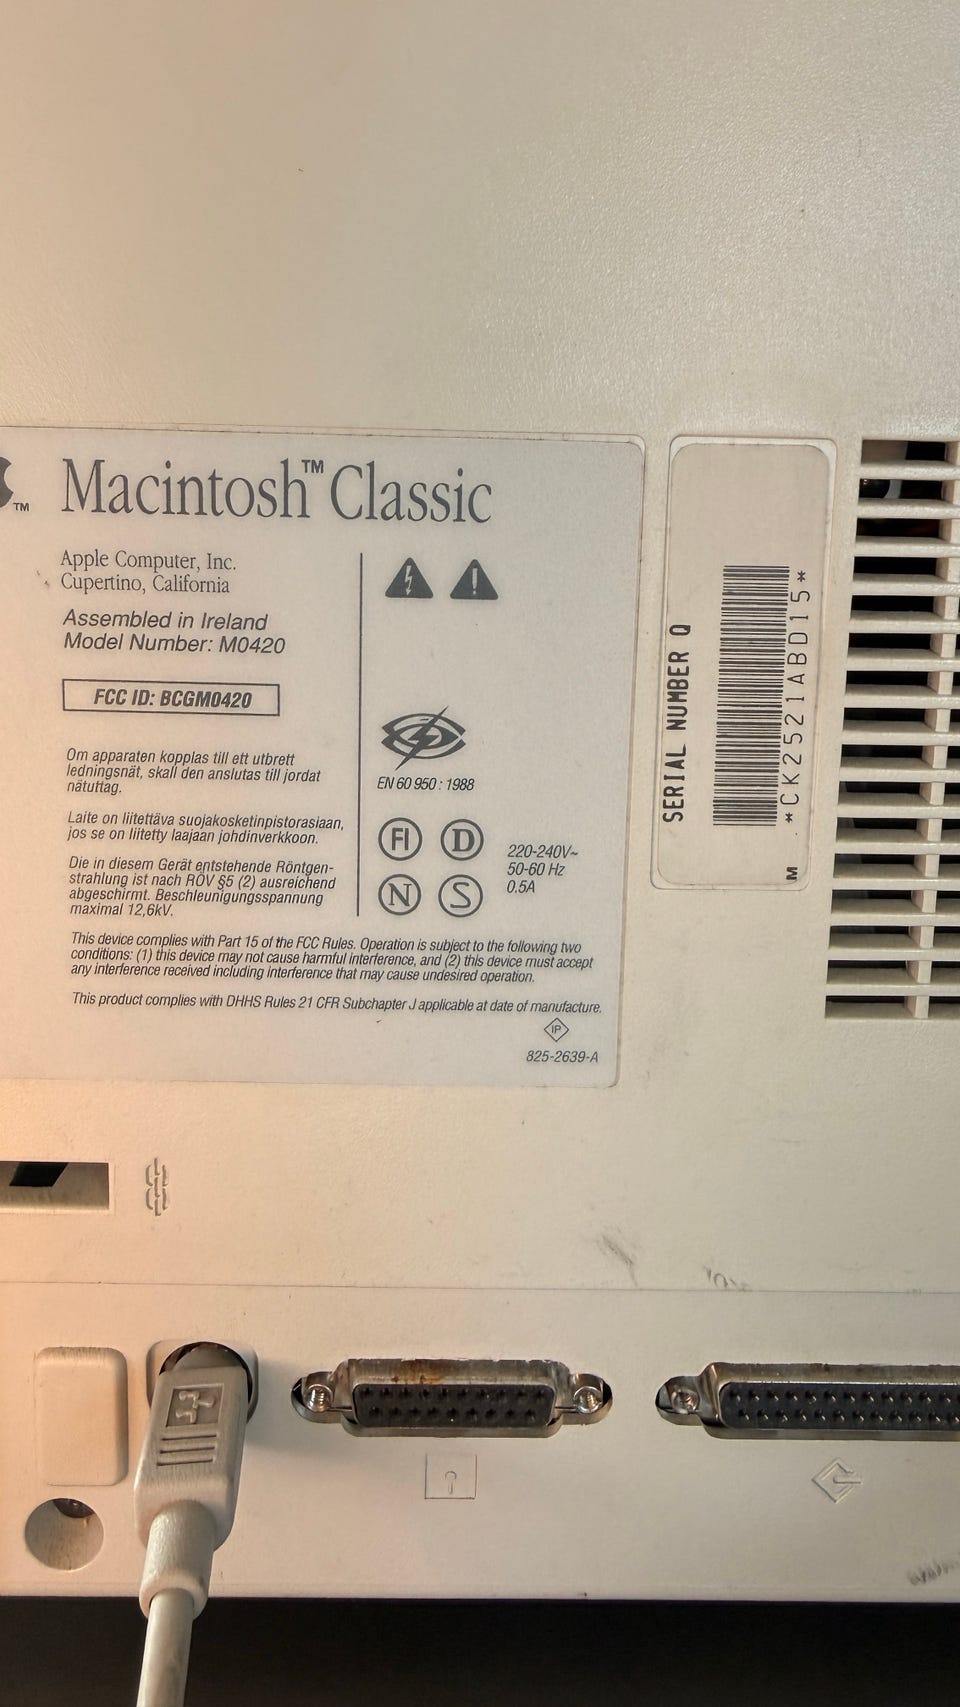 ™ Macintosh™ Classic
Apple Computer, Inc.
Cupertino, California
Assembled in Ireland
Model Number: M0420
FCC ID: BCGM0420
Om apparaten kopplas till ett utbrett
ledningsnät, skall den anslutas till jordat
nätuttag.
Laite on liitettäva suojakosketinpistorasiaan,
jos se on liitetty laajaan johdinverkkoon.
Die in diesem Gerät entstehende Röntgen-
strahlung ist nach RÖV §5 (2) ausreichend
abgeschirmt. Beschleunigungsspannung
maximal 12,6kV.
EN 60 950 : 1988
FI D
N S
220-240V~
50-60 Hz
0.5A
This device complies with Part 15 of the FCC Rules. Operation is subject to the following two
conditions: (1) this device may not cause harmful interference, and (2) this device must accept
any interference received including interference that may cause undesired operation.
This product complies with DHHS Rules 21 CFR Subchapter J applicable at date of manufacture.
IP
825-2639-A
SERIAL NUMBER Q
*CK2521ABD15*
M